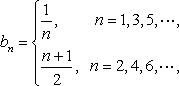 b_n = { 1/n, n = 1, 3, 5, ⋯,
(n+1)/2, n = 2, 4, 6, ⋯,